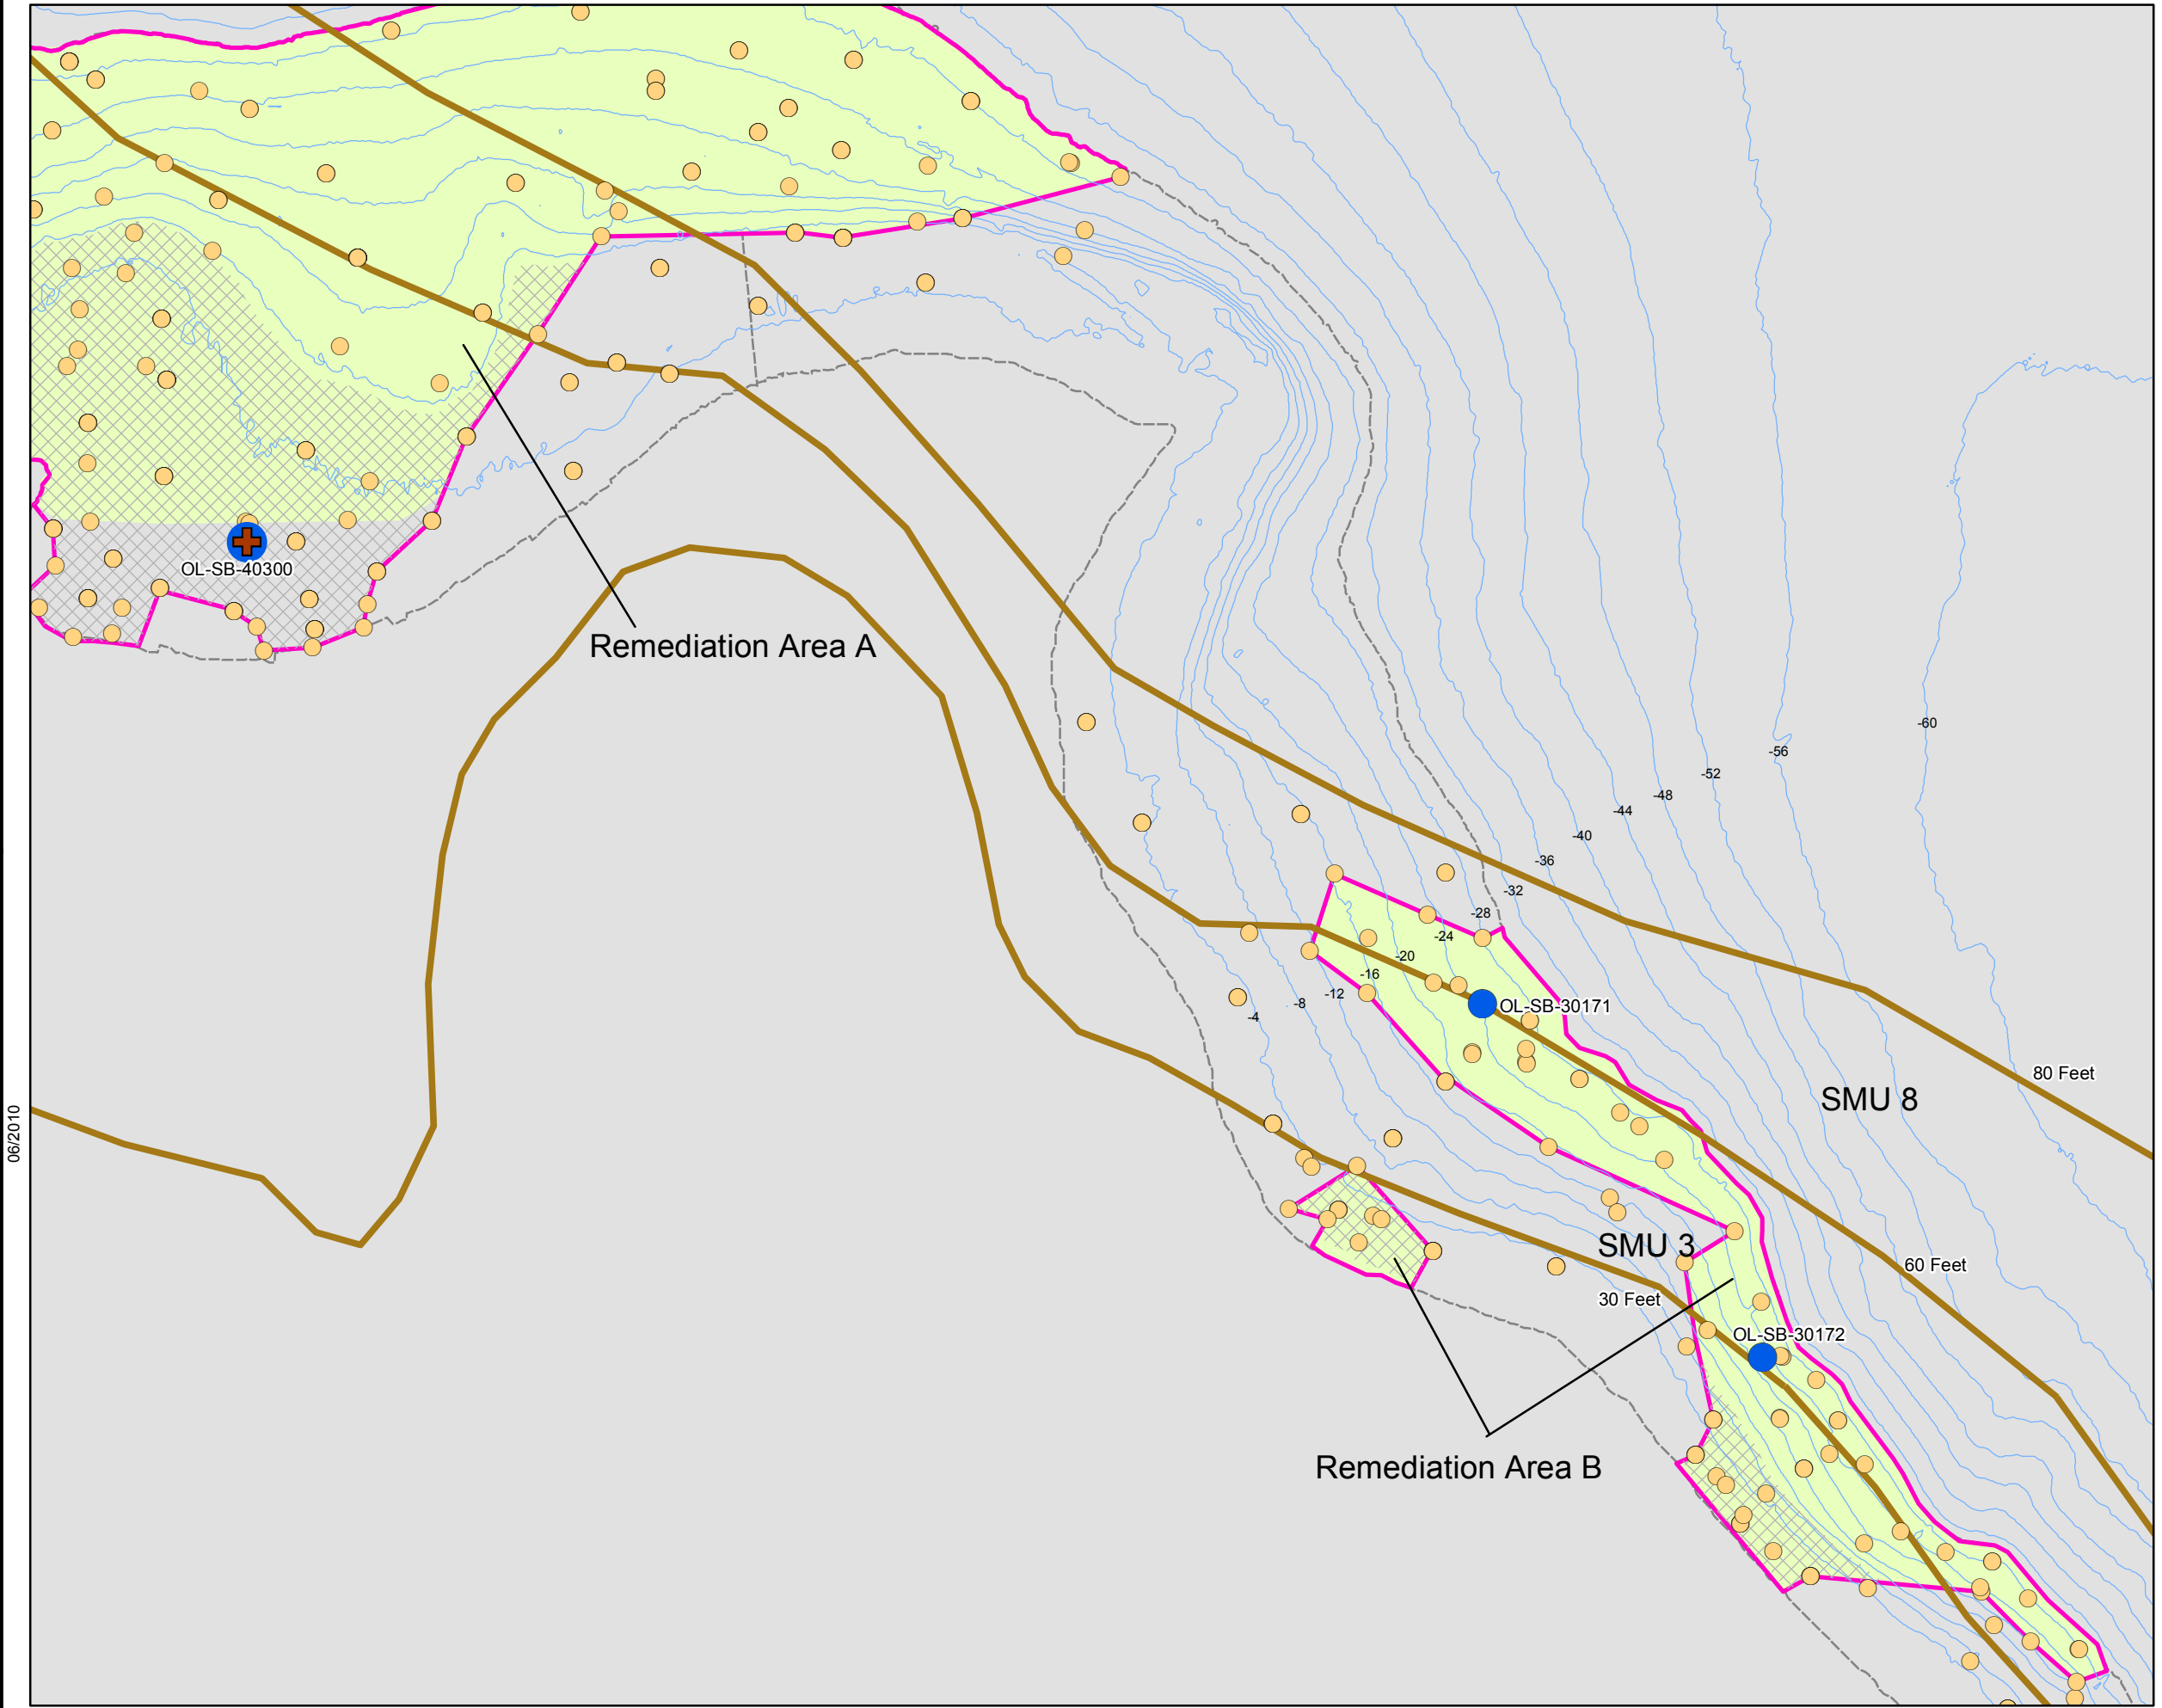 OL-SB-40300
Remediation Area A
-60
-56
-52
-48
-44
-40
-36
-32
-28
-24
-20
-16
-12
-8
-4
OL-SB-30171
80 Feet
SMU 8
06/2010
SMU 3
60 Feet
30 Feet
OL-SB-30172
Remediation Area B